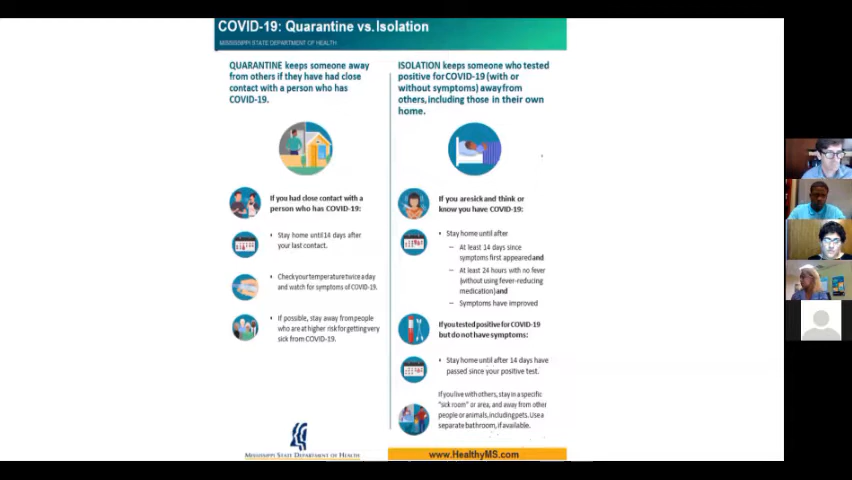 COVID-19: Quarantine vs. Isolation
MISSISSIPPI STATE DEPARTMENT OF HEALTH
QUARANTINE keeps someone away
from others if they have had close
contact with a person who has
COVID-19.
If you had close contact with a
person who has COVID-19:
• Stay home until 14 days after
your last contact.
• Check your temperature twice a day
and watch for symptoms of COVID-19.
• If possible, stay away from people
who are at higher risk for getting very
sick from COVID-19.
ISOLATION keeps someone who tested
positive for COVID-19 (with or
without symptoms) away from
others, including those in their own
home.
If you are sick and think or
know you have COVID-19:
• Stay home until after
– At least 14 days since
symptoms first appeared and
– At least 24 hours with no fever
(without using fever-reducing
medication) and
– Symptoms have improved
If you tested positive for COVID-19
but do not have symptoms:
• Stay home until after 14 days have
passed since your positive test.
If you live with others, stay in a specific
"sick room" or area, and away from other
people or animals, including pets. Use a
separate bathroom, if available.
MISSISSIPPI STATE DEPARTMENT OF HEALTH
www.HealthyMS.com